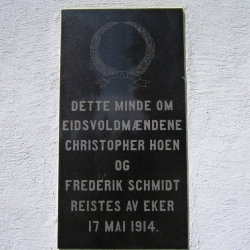 DETTE MINDE OM
EIDSVOLDMÆNDENE
CHRISTOPHER HOEN
OG
FREDERIK SCHMIDT
REISTES AV EKER
17 MAI 1914.